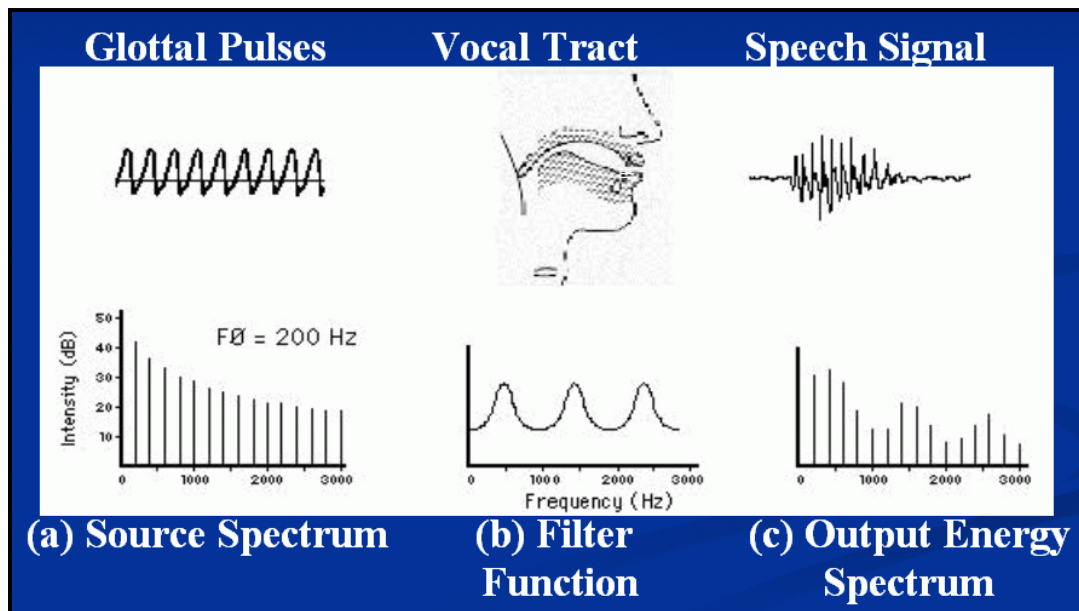 Glottal Pulses
Vocal Tract
Speech Signal
50
40
30
20
10
Intensity (dB)
FØ = 200 Hz
0 1000 2000 3000
0 1000 2000 3000
Frequency (Hz)
0 1000 2000 3000
(a) Source Spectrum
(b) Filter
Function
(c) Output Energy
Spectrum